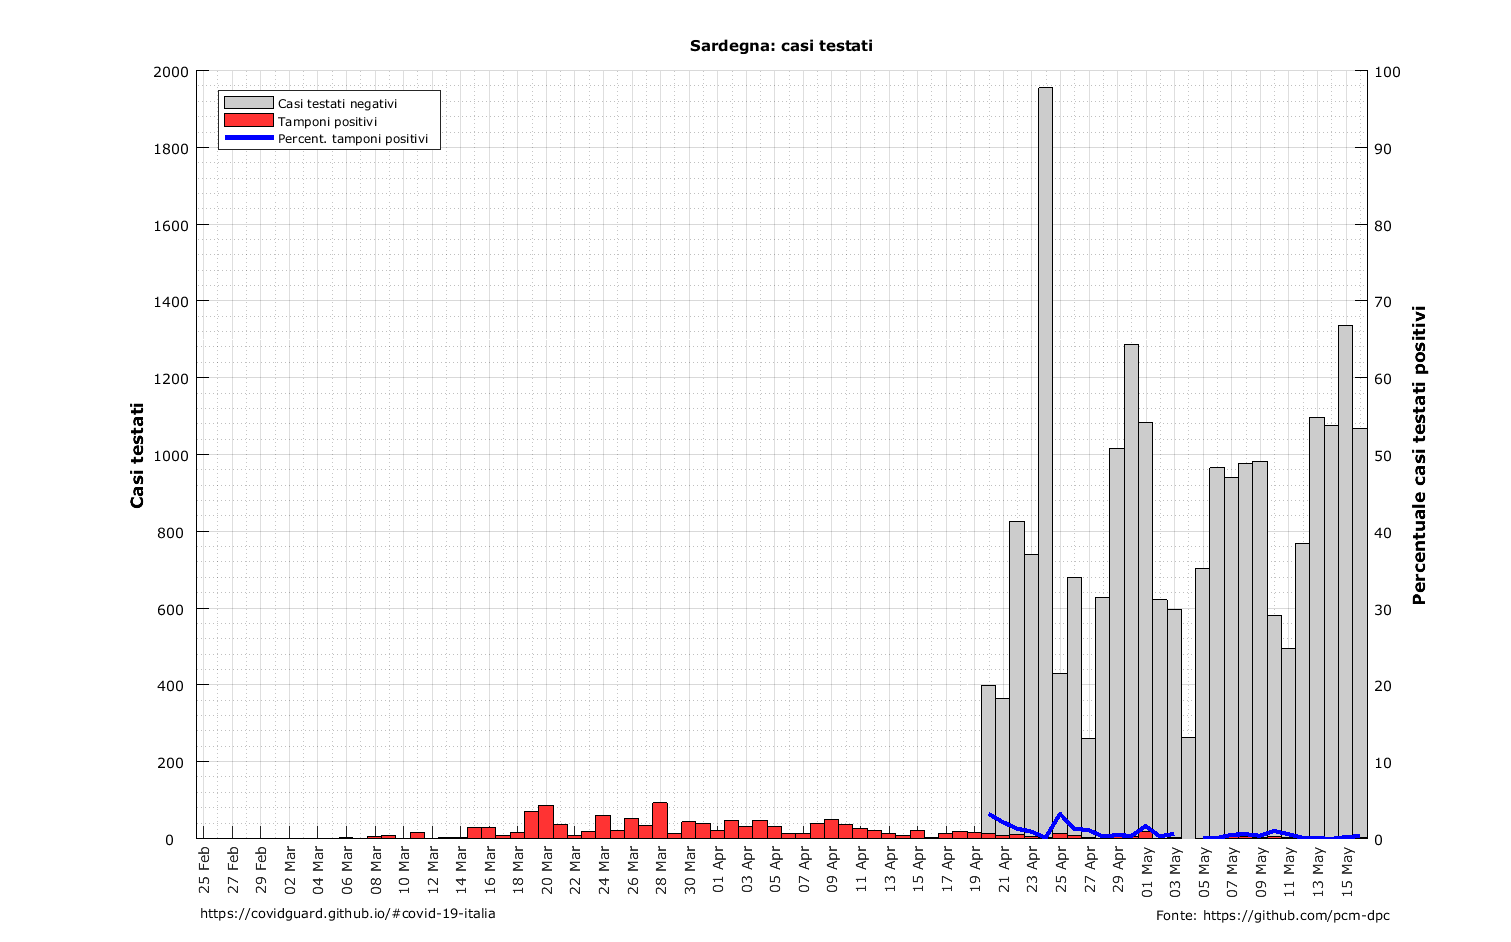 Sardegna: casi testati
Casi testati negativi
Tamponi positivi
Percent. tamponi positivi
Casi testati
2000
1800
1600
1400
1200
1000
800
600
400
200
0
100
90
80
70
60
50
40
30
20
10
0
Percentuale casi testati positivi
25 Feb
27 Feb
29 Feb
02 Mar
04 Mar
06 Mar
08 Mar
10 Mar
12 Mar
14 Mar
16 Mar
18 Mar
20 Mar
22 Mar
24 Mar
26 Mar
28 Mar
30 Mar
01 Apr
03 Apr
05 Apr
07 Apr
09 Apr
11 Apr
13 Apr
15 Apr
17 Apr
19 Apr
21 Apr
23 Apr
25 Apr
27 Apr
29 Apr
01 May
03 May
05 May
07 May
09 May
11 May
13 May
15 May
https://covidguard.github.io/#covid-19-italia
Fonte: https://github.com/pcm-dpc